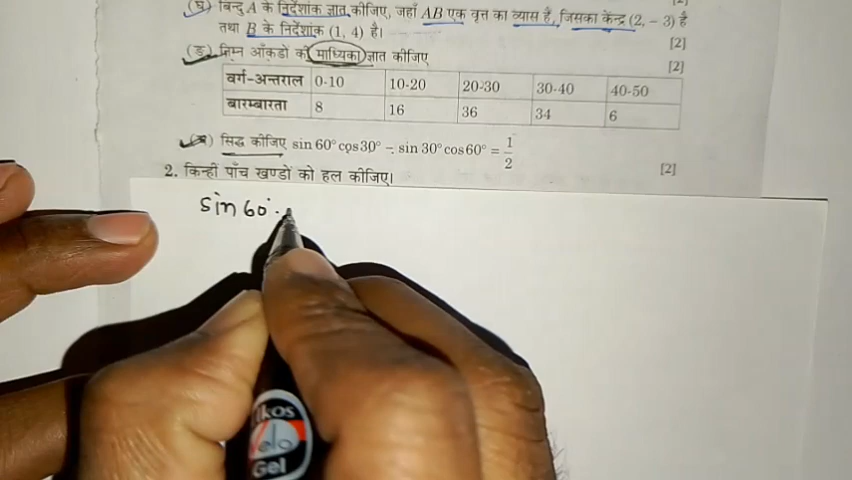 (घ) बिन्दु A के निर्देशांक ज्ञात कीजिए, जहाँ AB एक वृत्त का व्यास है, जिसका केन्द्र (2, – 3) है
तथा B के निर्देशांक (1, 4) है। [2]
(ङ) निम्न आँकडों की माध्यिका ज्ञात कीजिए [2]
वर्ग-अन्तराल 0-10 10-20 20-30 30-40 40-50
बारम्बारता 8 16 36 34 6
सिद्ध कीजिए sin 60° cos 30° – sin 30° cos 60° = 1/2 [2]
2. किन्हीं पाँच खण्डों को हल कीजिए।
sin 60° .
Velo
Gel